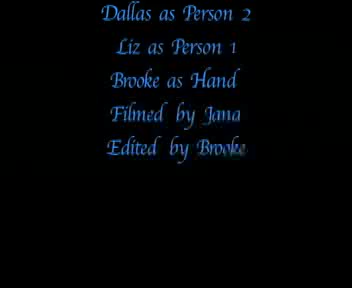 Dallas as Person 2
Liz as Person 1
Brooke as Hand
Filmed by Jana
Edited by Brooke